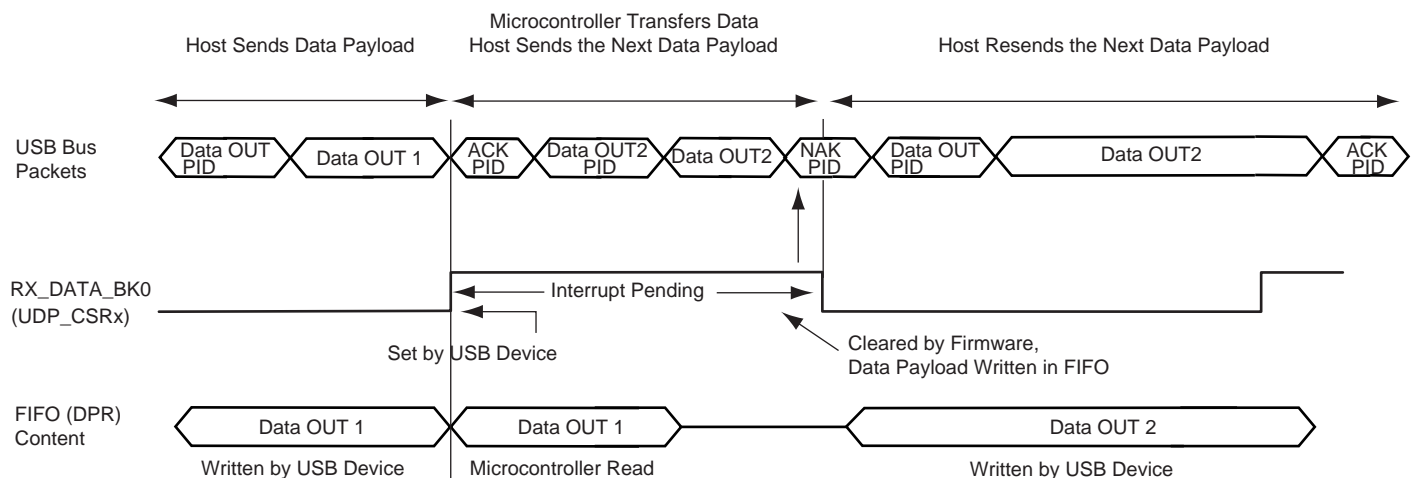 Microcontroller Transfers Data
Host Sends Data Payload
Host Sends the Next Data Payload
Host Resends the Next Data Payload
USB Bus
Packets
Data OUT
PID
Data OUT 1
ACK
PID
Data OUT2
PID
Data OUT2
NAK
PID
Data OUT
PID
Data OUT2
ACK
PID
RX_DATA_BK0
(UDP_CSRx)
Interrupt Pending
Set by USB Device
Cleared by Firmware,
Data Payload Written in FIFO
FIFO (DPR)
Content
Data OUT 1
Data OUT 1
Data OUT 2
Written by USB Device
Microcontroller Read
Written by USB Device